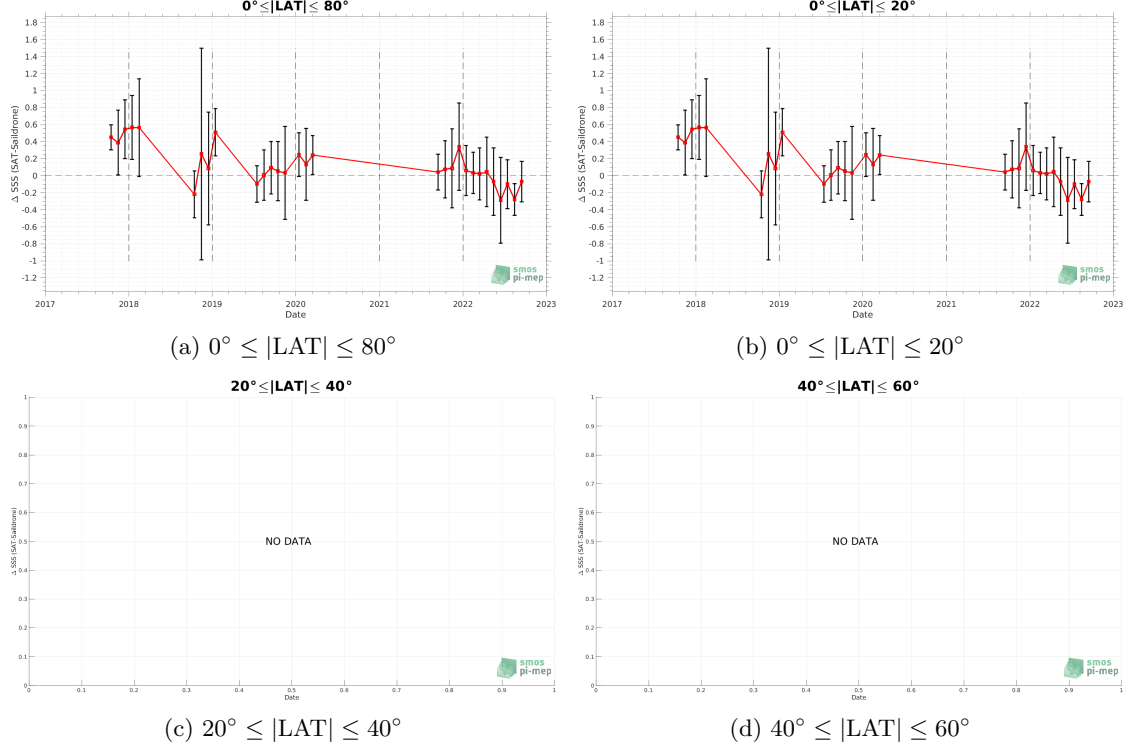 0°≤|LAT|≤ 80°
1.8
1.6
1.4
1.2
1
0.8
0.6
0.4
0.2
0
-0.2
-0.4
-0.6
-0.8
-1
-1.2
Δ SSS (SAT-Saildrone)
smos
pi-mep
2017 2018 2019 2020 2021 2022 2023
Date
(a) 0° ≤ |LAT| ≤ 80°
0°≤|LAT|≤ 20°
1.8
1.6
1.4
1.2
1
0.8
0.6
0.4
0.2
0
-0.2
-0.4
-0.6
-0.8
-1
-1.2
Δ SSS (SAT-Saildrone)
smos
pi-mep
2017 2018 2019 2020 2021 2022 2023
Date
(b) 0° ≤ |LAT| ≤ 20°
20°≤|LAT|≤ 40°
1
0.9
0.8
0.7
0.6
0.5
0.4
0.3
0.2
0.1
0
Δ SSS (SAT-Saildrone)
NO DATA
smos
pi-mep
0 0.1 0.2 0.3 0.4 0.5 0.6 0.7 0.8 0.9 1
Date
(c) 20° ≤ |LAT| ≤ 40°
40°≤|LAT|≤ 60°
1
0.9
0.8
0.7
0.6
0.5
0.4
0.3
0.2
0.1
0
Δ SSS (SAT-Saildrone)
NO DATA
smos
pi-mep
0 0.1 0.2 0.3 0.4 0.5 0.6 0.7 0.8 0.9 1
Date
(d) 40° ≤ |LAT| ≤ 60°